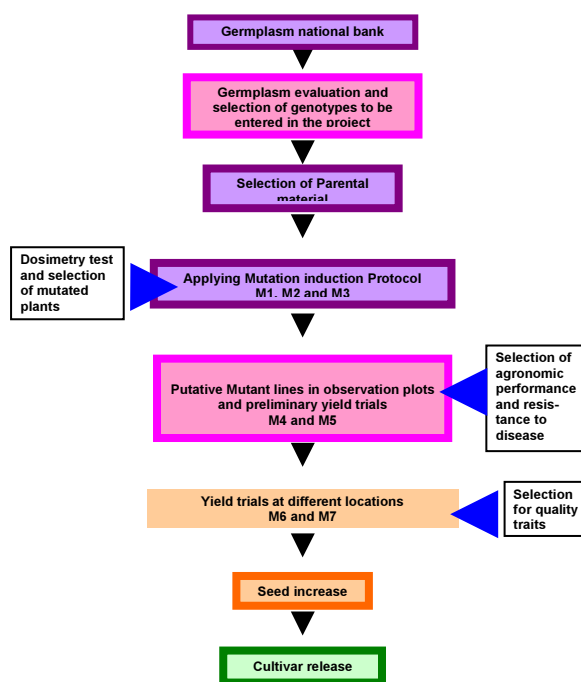 Germplasm national bank
Germplasm evaluation and
selection of genotypes to be
entered in the project
Selection of Parental
material
Dosimetry test
and selection
of mutated
plants
Applying Mutation induction Protocol
M1, M2 and M3
Putative Mutant lines in observation plots
and preliminary yield trials
M4 and M5
Selection of
agronomic
performance
and resis-
tance to
disease
Yield trials at different locations
M6 and M7
Selection
for quality
traits
Seed increase
Cultivar release